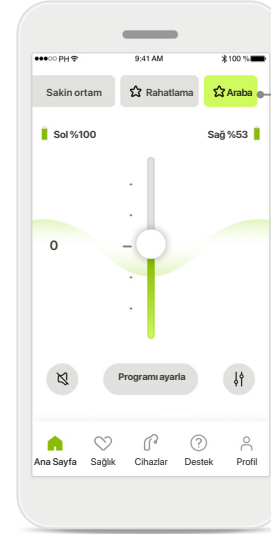 PH 9:41 AM 100 %
Sakin ortam Rahatlama Araba
Sol %100 Sağ %53
0
Programı ayarla
Ana Sayfa Sağlık Cihazlar Destek Profil